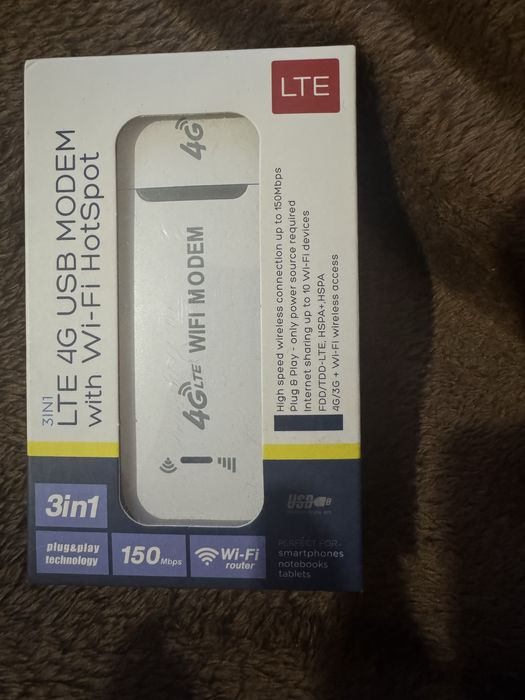 LTE
3IN1
LTE 4G USB MODEM
with Wi-Fi HotSpot
4G
4G LTE WIFI MODEM
High speed wireless connection up to 150Mbps
Plug & Play - only power source required
Internet sharing up to 10 Wi-Fi devices
FDD/TDD-LTE, HSPA+,HSPA
4G/3G + Wi-Fi wireless access
3in1
plug&play
technology
150Mbps
Wi-Fi
router
USB
PERFECT FOR:
smartphones
notebooks
tablets